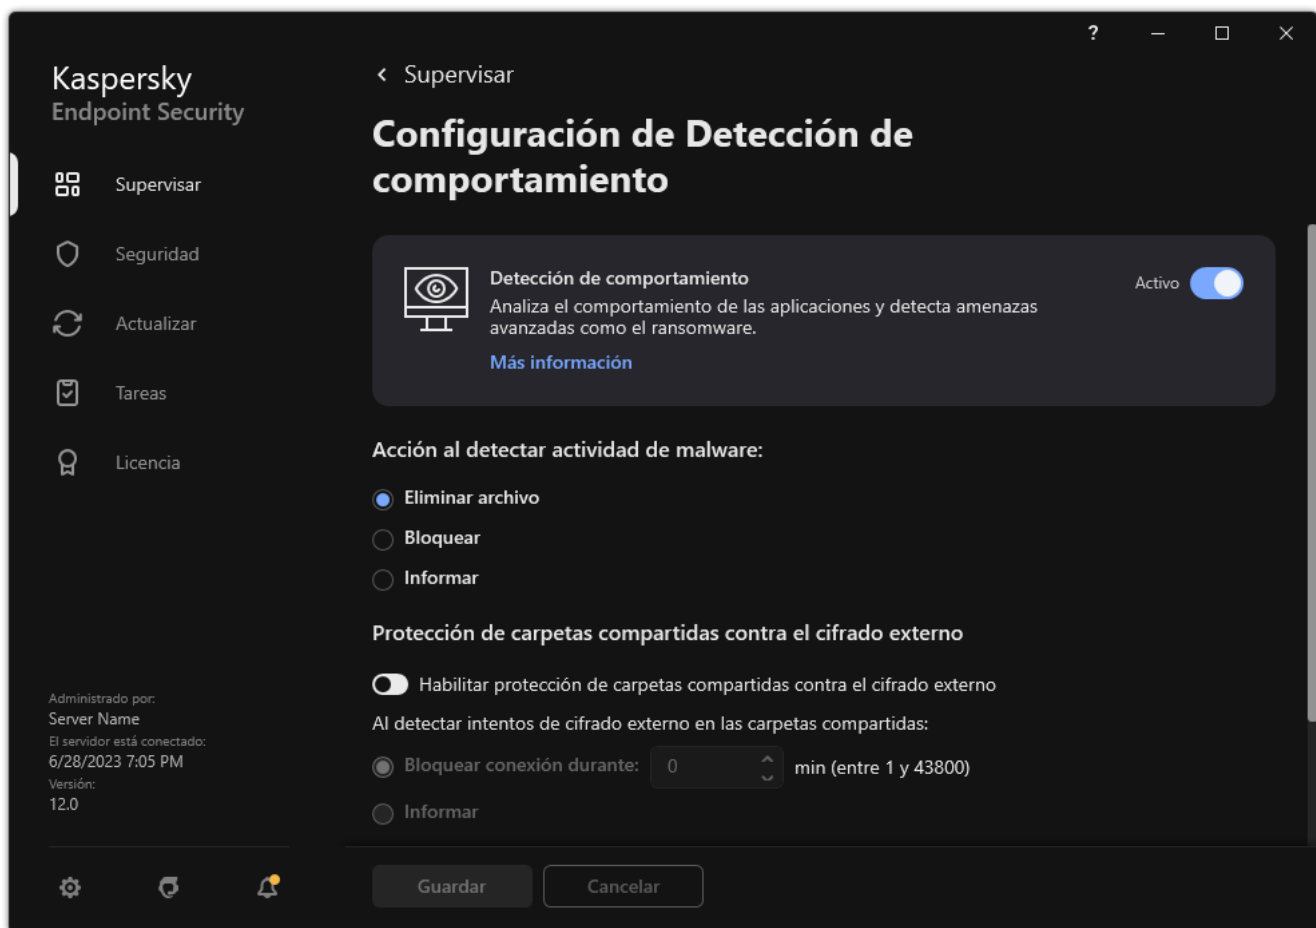 ?
Kaspersky
Endpoint Security
Supervisar
Seguridad
Actualizar
Tareas
Licencia
Administrado por:
Server Name
El servidor está conectado:
6/28/2023 7:05 PM
Versión:
12.0
Supervisar
Configuración de Detección de
comportamiento
Detección de comportamiento
Activo
Analiza el comportamiento de las aplicaciones y detecta amenazas
avanzadas como el ransomware.
Más información
Acción al detectar actividad de malware:
Eliminar archivo
Bloquear
Informar
Protección de carpetas compartidas contra el cifrado externo
Habilitar protección de carpetas compartidas contra el cifrado externo
Al detectar intentos de cifrado externo en las carpetas compartidas:
Bloquear conexión durante: 0 min (entre 1 y 43800)
Informar
Guardar Cancelar